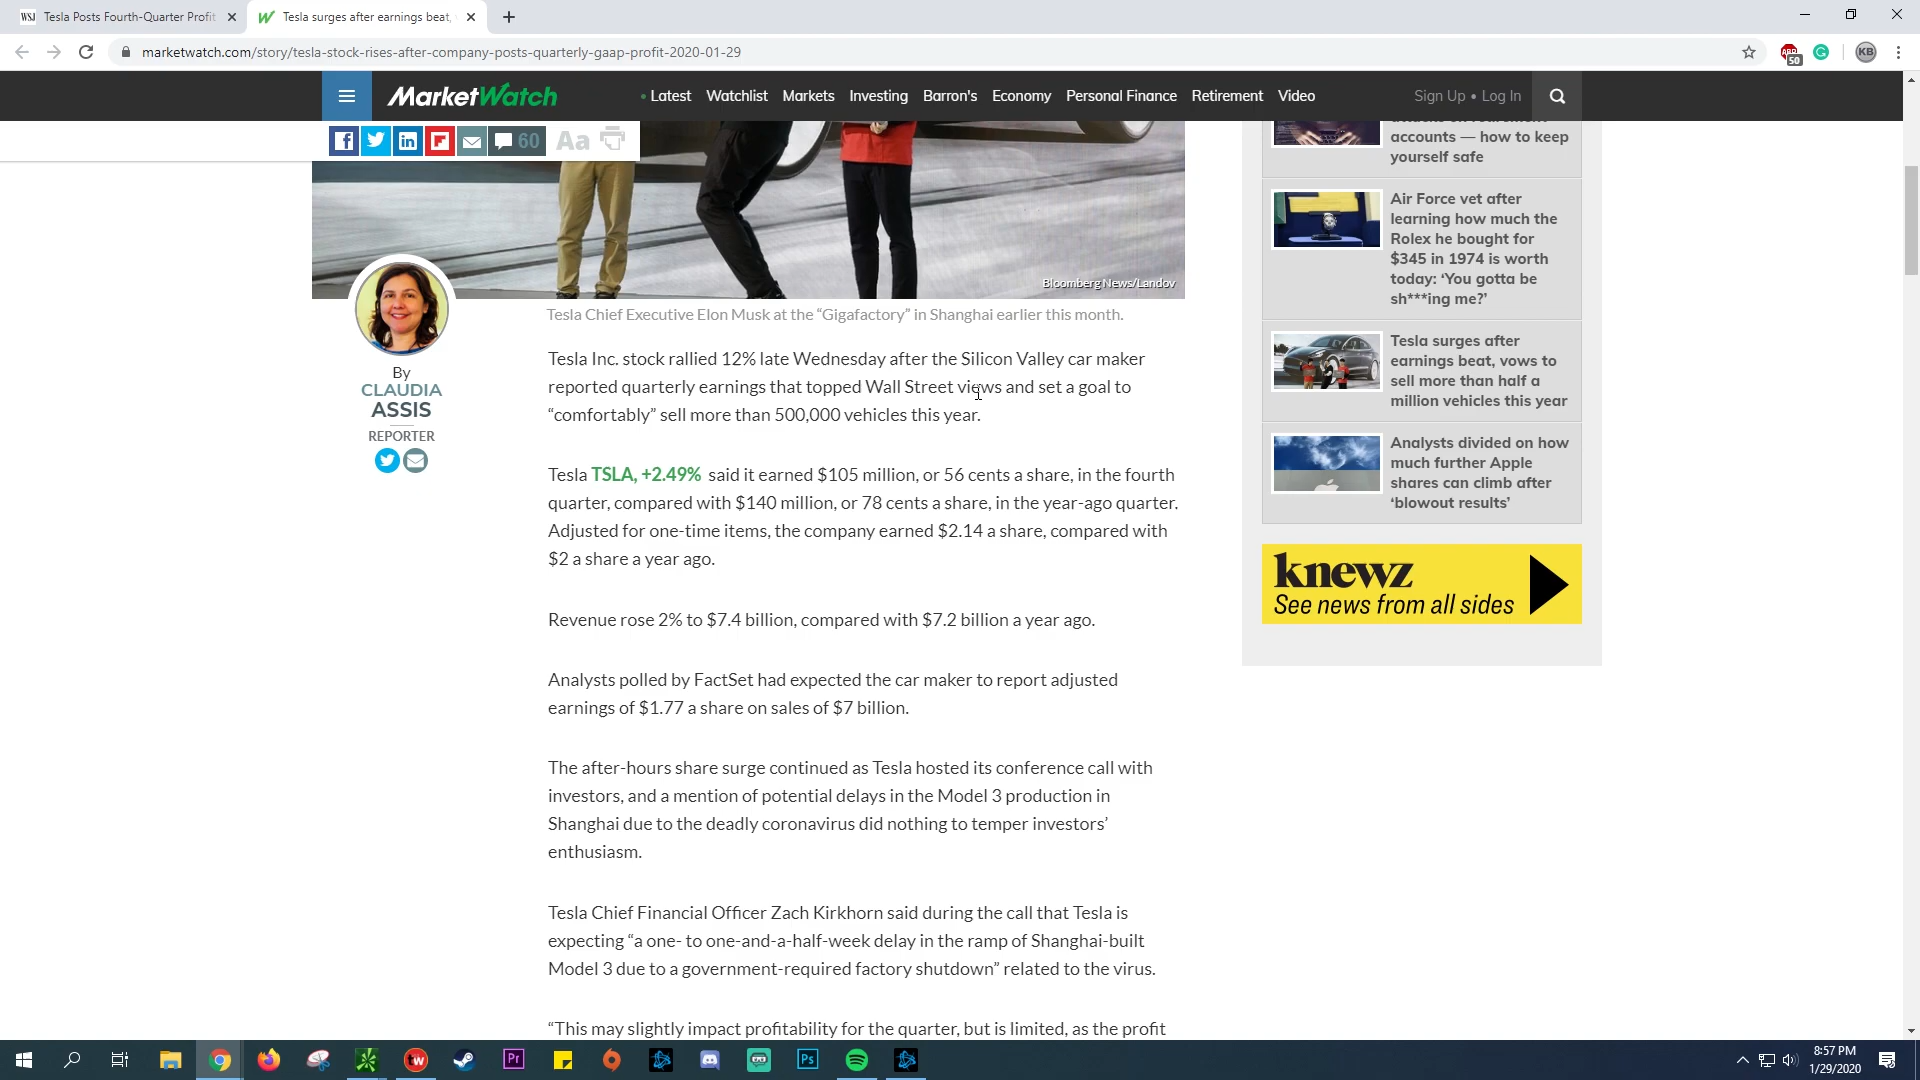 WSJ Tesla Posts Fourth-Quarter Profit
Tesla surges after earnings beat,
marketwatch.com/story/tesla-stock-rises-after-company-posts-quarterly-gaap-profit-2020-01-29
ABP
50
KB
MarketWatch
• Latest Watchlist Markets Investing Barron's Economy Personal Finance Retirement Video
Sign Up • Log In
60 Aa
Bloomberg News/Landov
Tesla Chief Executive Elon Musk at the “Gigafactory” in Shanghai earlier this month.
By
CLAUDIA
ASSIS
REPORTER
Tesla Inc. stock rallied 12% late Wednesday after the Silicon Valley car maker
reported quarterly earnings that topped Wall Street views and set a goal to
“comfortably” sell more than 500,000 vehicles this year.
Tesla TSLA, +2.49% said it earned $105 million, or 56 cents a share, in the fourth
quarter, compared with $140 million, or 78 cents a share, in the year-ago quarter.
Adjusted for one-time items, the company earned $2.14 a share, compared with
$2 a share a year ago.
Revenue rose 2% to $7.4 billion, compared with $7.2 billion a year ago.
Analysts polled by FactSet had expected the car maker to report adjusted
earnings of $1.77 a share on sales of $7 billion.
The after-hours share surge continued as Tesla hosted its conference call with
investors, and a mention of potential delays in the Model 3 production in
Shanghai due to the deadly coronavirus did nothing to temper investors’
enthusiasm.
Tesla Chief Financial Officer Zach Kirkhorn said during the call that Tesla is
expecting “a one- to one-and-a-half-week delay in the ramp of Shanghai-built
Model 3 due to a government-required factory shutdown” related to the virus.
“This may slightly impact profitability for the quarter, but is limited, as the profit
accounts — how to keep
yourself safe
Air Force vet after
learning how much the
Rolex he bought for
$345 in 1974 is worth
today: ‘You gotta be
sh***ing me?’
Tesla surges after
earnings beat, vows to
sell more than half a
million vehicles this year
Analysts divided on how
much further Apple
shares can climb after
‘blowout results’
knewz
See news from all sides
tw
Pr
Ps
8:57 PM
1/29/2020